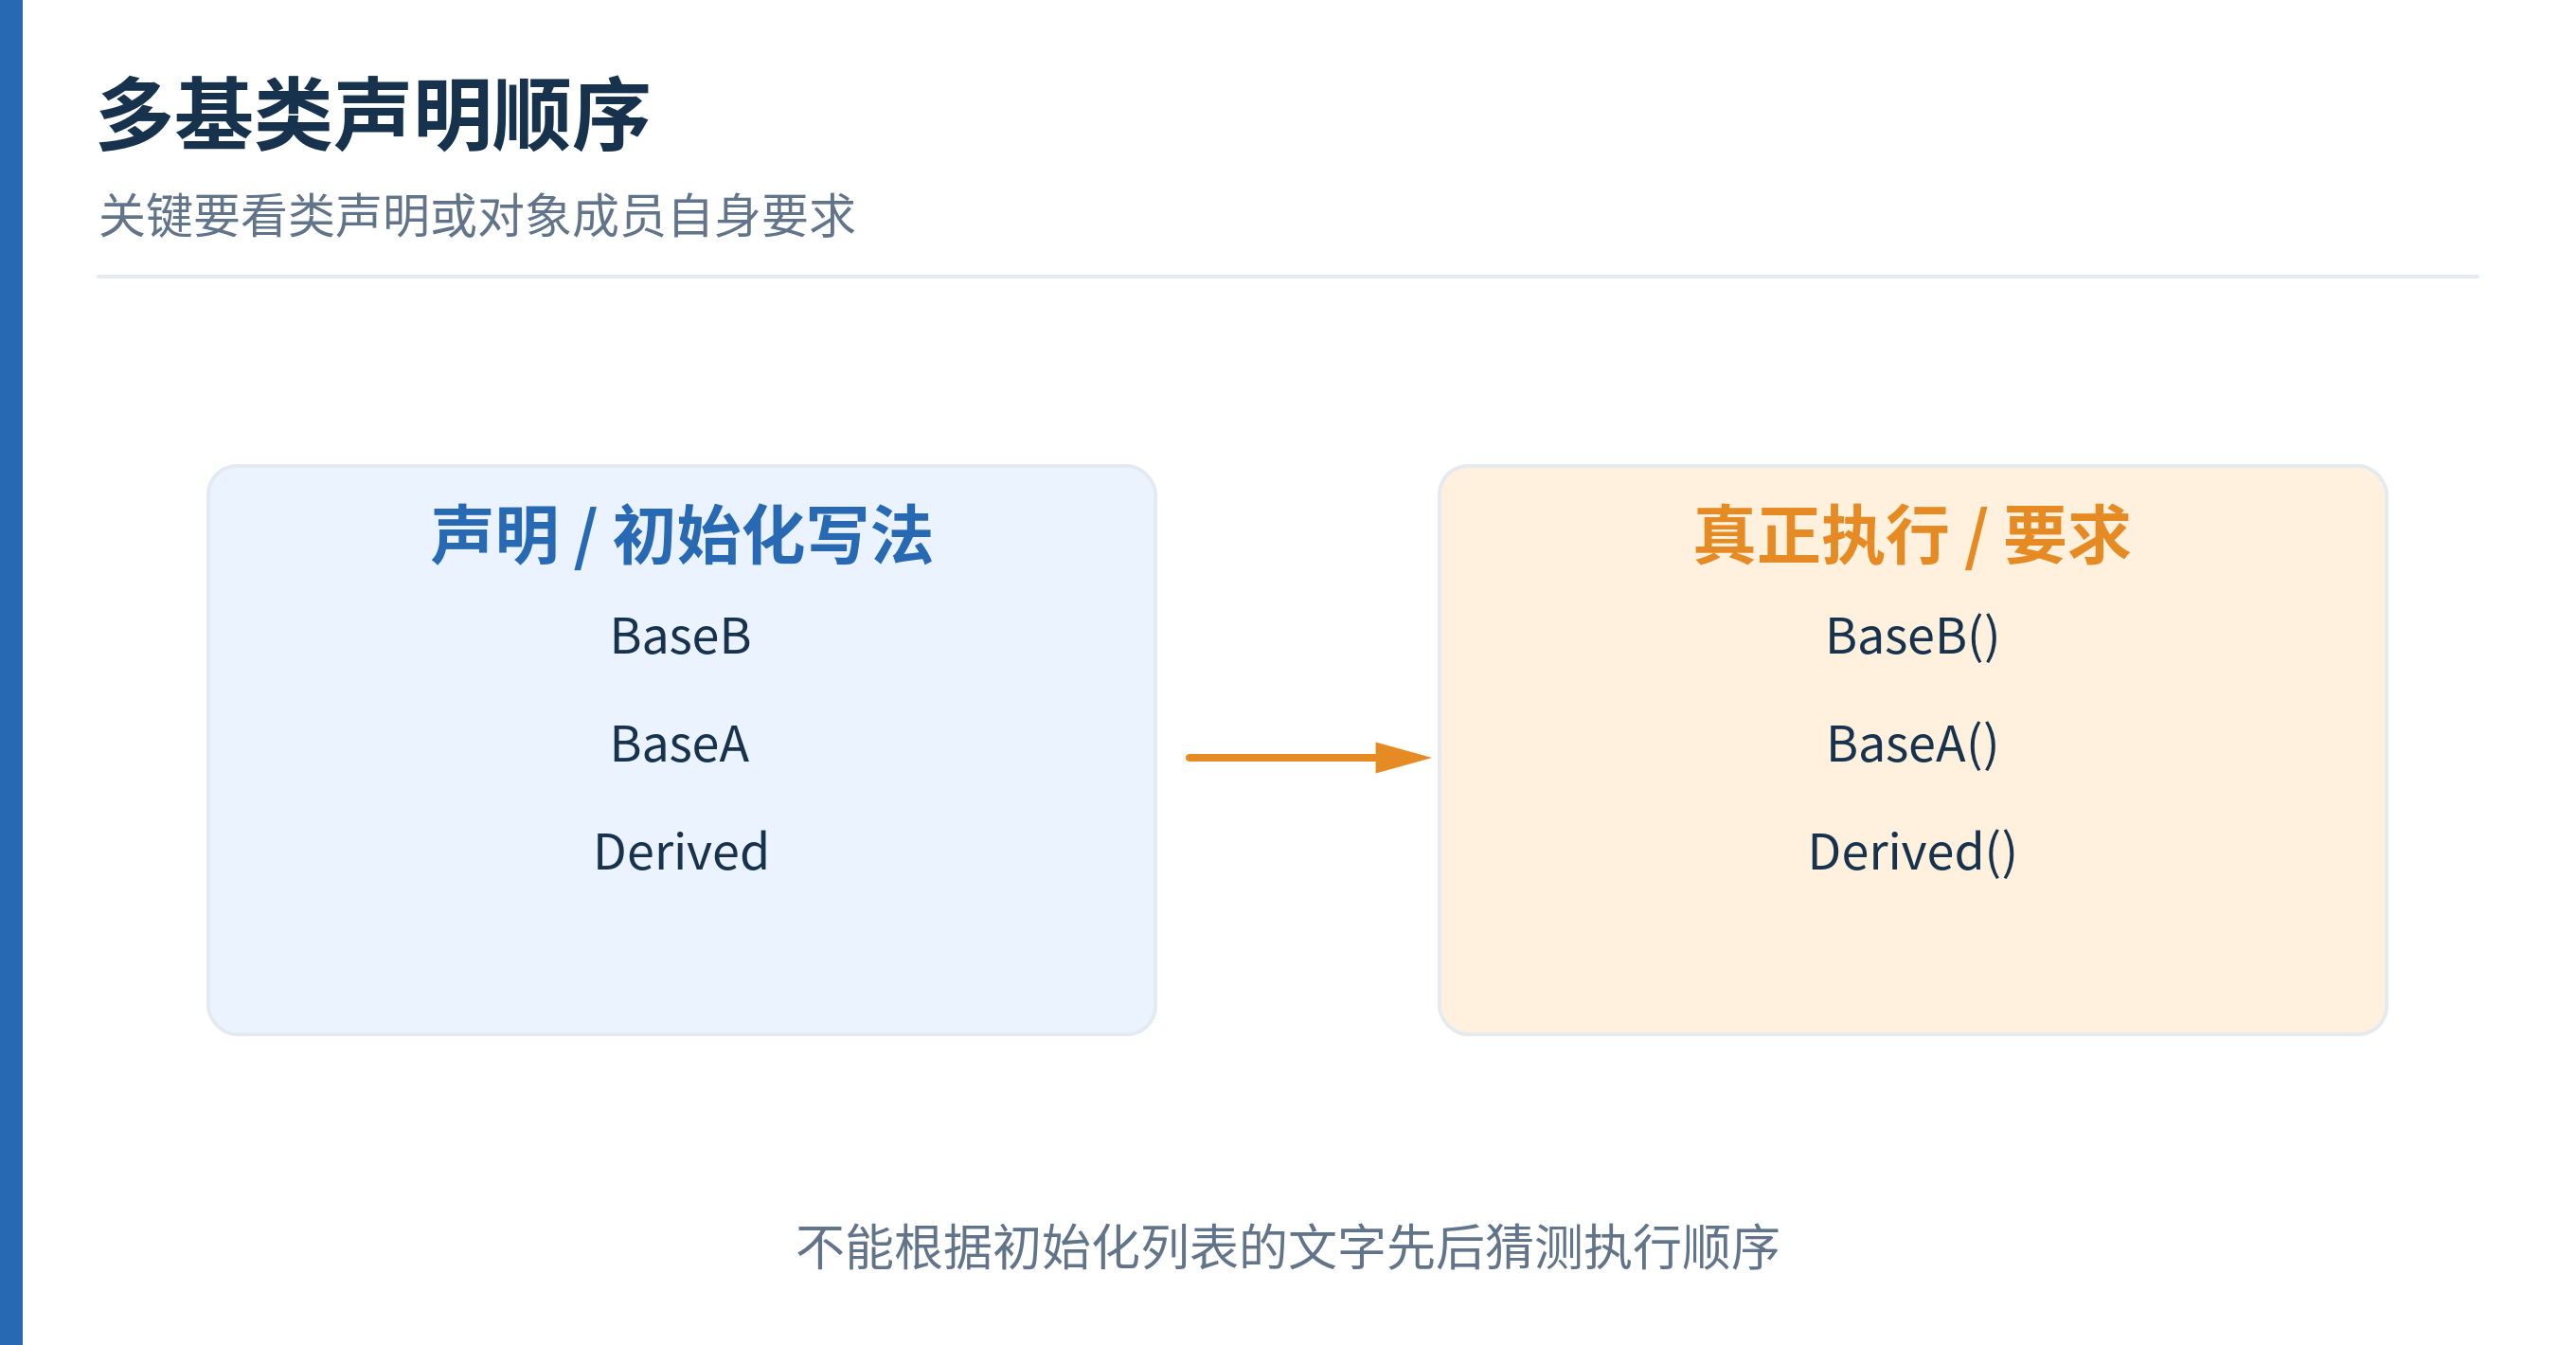 多基类声明顺序
关键要看类声明或对象成员自身要求
声明 / 初始化写法
BaseB
BaseA
Derived
真正执行 / 要求
BaseB()
BaseA()
Derived()
不能根据初始化列表的文字先后猜测执行顺序